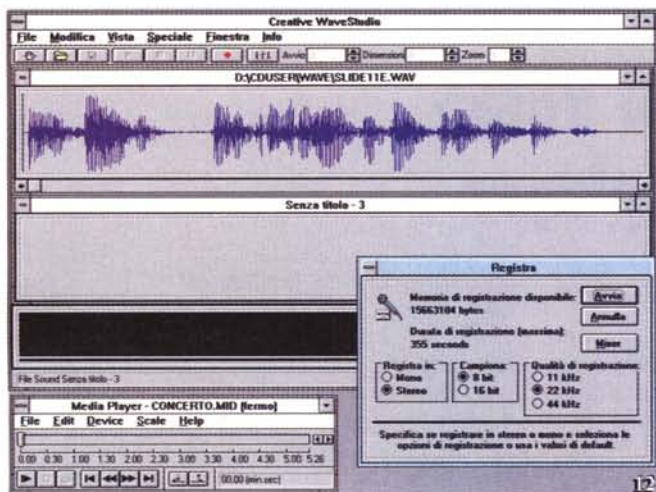 Creative WaveStudio
File Modifica Vista Speciale Finestra Info
Avvio Dimensioni Zoom
D:\CDUSER\WAVE\SLIDE11E.WAV
Senza titolo - 3
File Sound Senza titolo - 3
Registra
Memoria di registrazione disponibile:
15663104 bytes
Durata di registrazione (massima):
355 seconds
Avvia
Annulla
Mixer
Registra in:
Mono
Stereo
Campiona:
8 bit
16 bit
Qualità di registrazione:
11 kHz
22 kHz
44 kHz
Specifica se registrare in stereo o mono e seleziona le
opzioni di registrazione o usa i valori di default.
Media Player - CONCERTO.MID (fermo)
File Edit Device Scale Help
0.00 0.30 1.00 1.30 2.00 2.30 3.00 3.30 4.00 4.30 5.00 5.26
00.00 (min.sec)
12